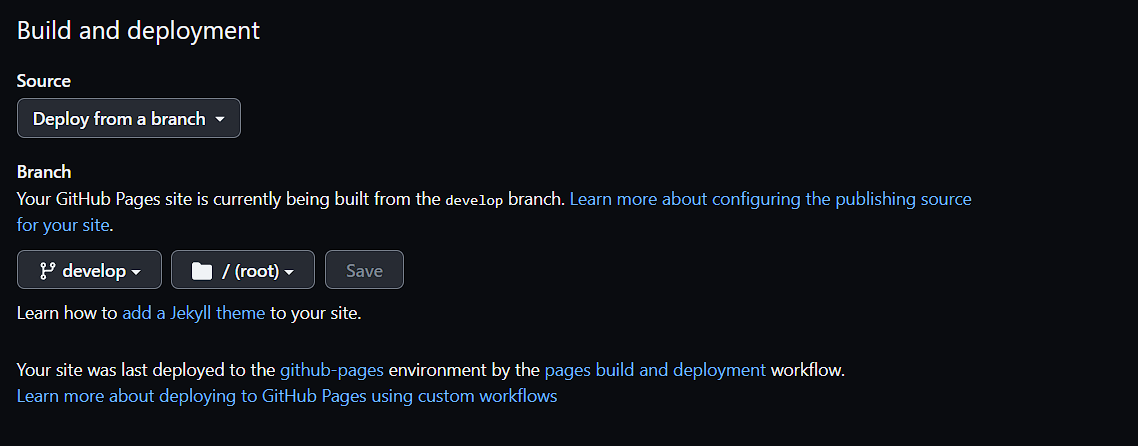 Build and deployment
Source
Deploy from a branch
Branch
Your GitHub Pages site is currently being built from the develop branch. Learn more about configuring the publishing source
for your site.
develop / (root) Save
Learn how to add a Jekyll theme to your site.
Your site was last deployed to the github-pages environment by the pages build and deployment workflow.
Learn more about deploying to GitHub Pages using custom workflows